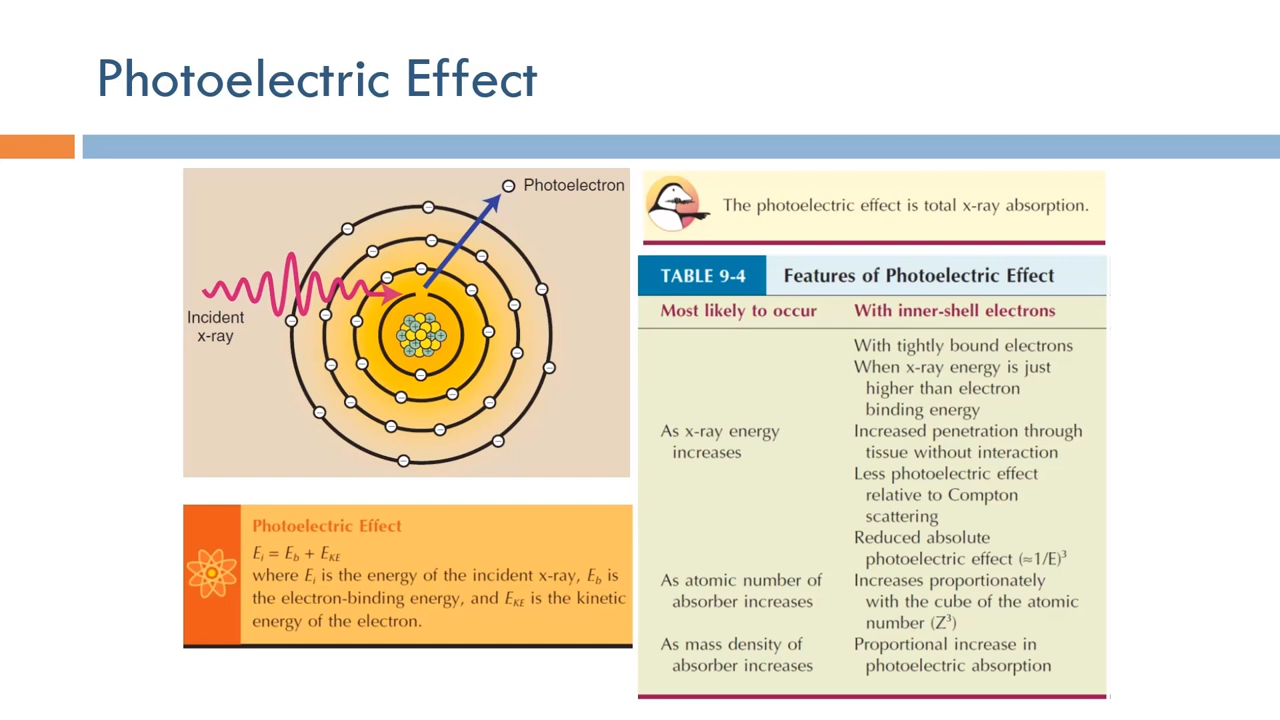 Photoelectric Effect
Photoelectron
Incident
x-ray
Photoelectric Effect
Ei = Eb + EKE
where Ei is the energy of the incident x-ray, Eb is
the electron-binding energy, and EKE is the kinetic
energy of the electron.
The photoelectric effect is total x-ray absorption.
TABLE 9-4 Features of Photoelectric Effect
Most likely to occur With inner-shell electrons
With tightly bound electrons
When x-ray energy is just
higher than electron
binding energy
As x-ray energy Increased penetration through
increases tissue without interaction
Less photoelectric effect
relative to Compton
scattering
Reduced absolute
photoelectric effect (≈1/E)³
As atomic number of Increases proportionately
absorber increases with the cube of the atomic
number (Z³)
As mass density of Proportional increase in
absorber increases photoelectric absorption